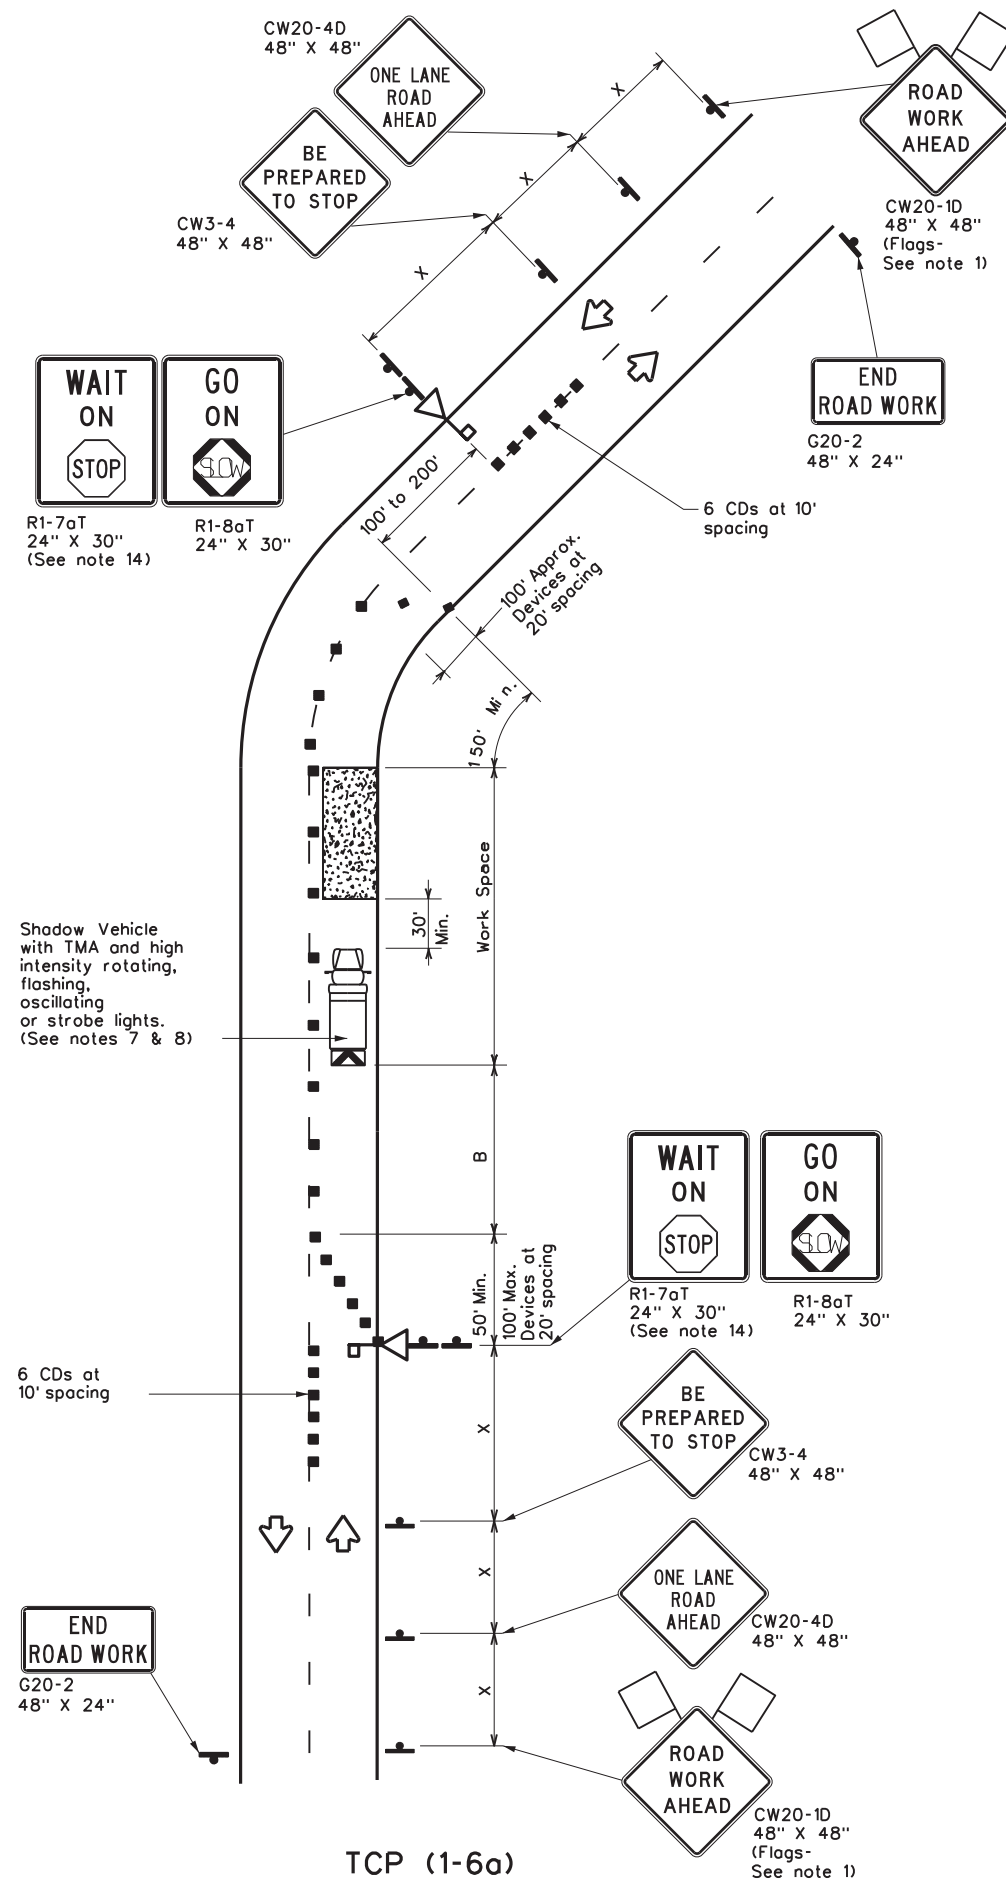 CW20-4D
48" X 48"
ONE LANE
ROAD
AHEAD
X
ROAD
WORK
AHEAD
BE
PREPARED
TO STOP
X
CW3-4
48" X 48"
CW20-1D
48" X 48"
(Flags-
See note 1)
X
WAIT
ON
STOP
GO
ON
SLOW
END
ROAD WORK
G20-2
48" X 24"
R1-7aT
24" X 30"
(See note 14)
R1-8aT
24" X 30"
100' to 200'
6 CDs at 10'
spacing
100' Approx.
Devices at
20' spacing
150' Min.
Work Space
30'
Min.
Shadow Vehicle
with TMA and high
intensity rotating,
flashing,
oscillating
or strobe lights.
(See notes 7 & 8)
B
WAIT
ON
STOP
GO
ON
SLOW
50' Min.
100' Max.
Devices at
20' spacing
R1-7aT
24" X 30"
(See note 14)
R1-8aT
24" X 30"
6 CDs at
10' spacing
X
BE
PREPARED
TO STOP
CW3-4
48" X 48"
X
ONE LANE
ROAD
AHEAD
CW20-4D
48" X 48"
END
ROAD WORK
G20-2
48" X 24"
X
ROAD
WORK
AHEAD
CW20-1D
48" X 48"
(Flags-
See note 1)
TCP (1-6a)